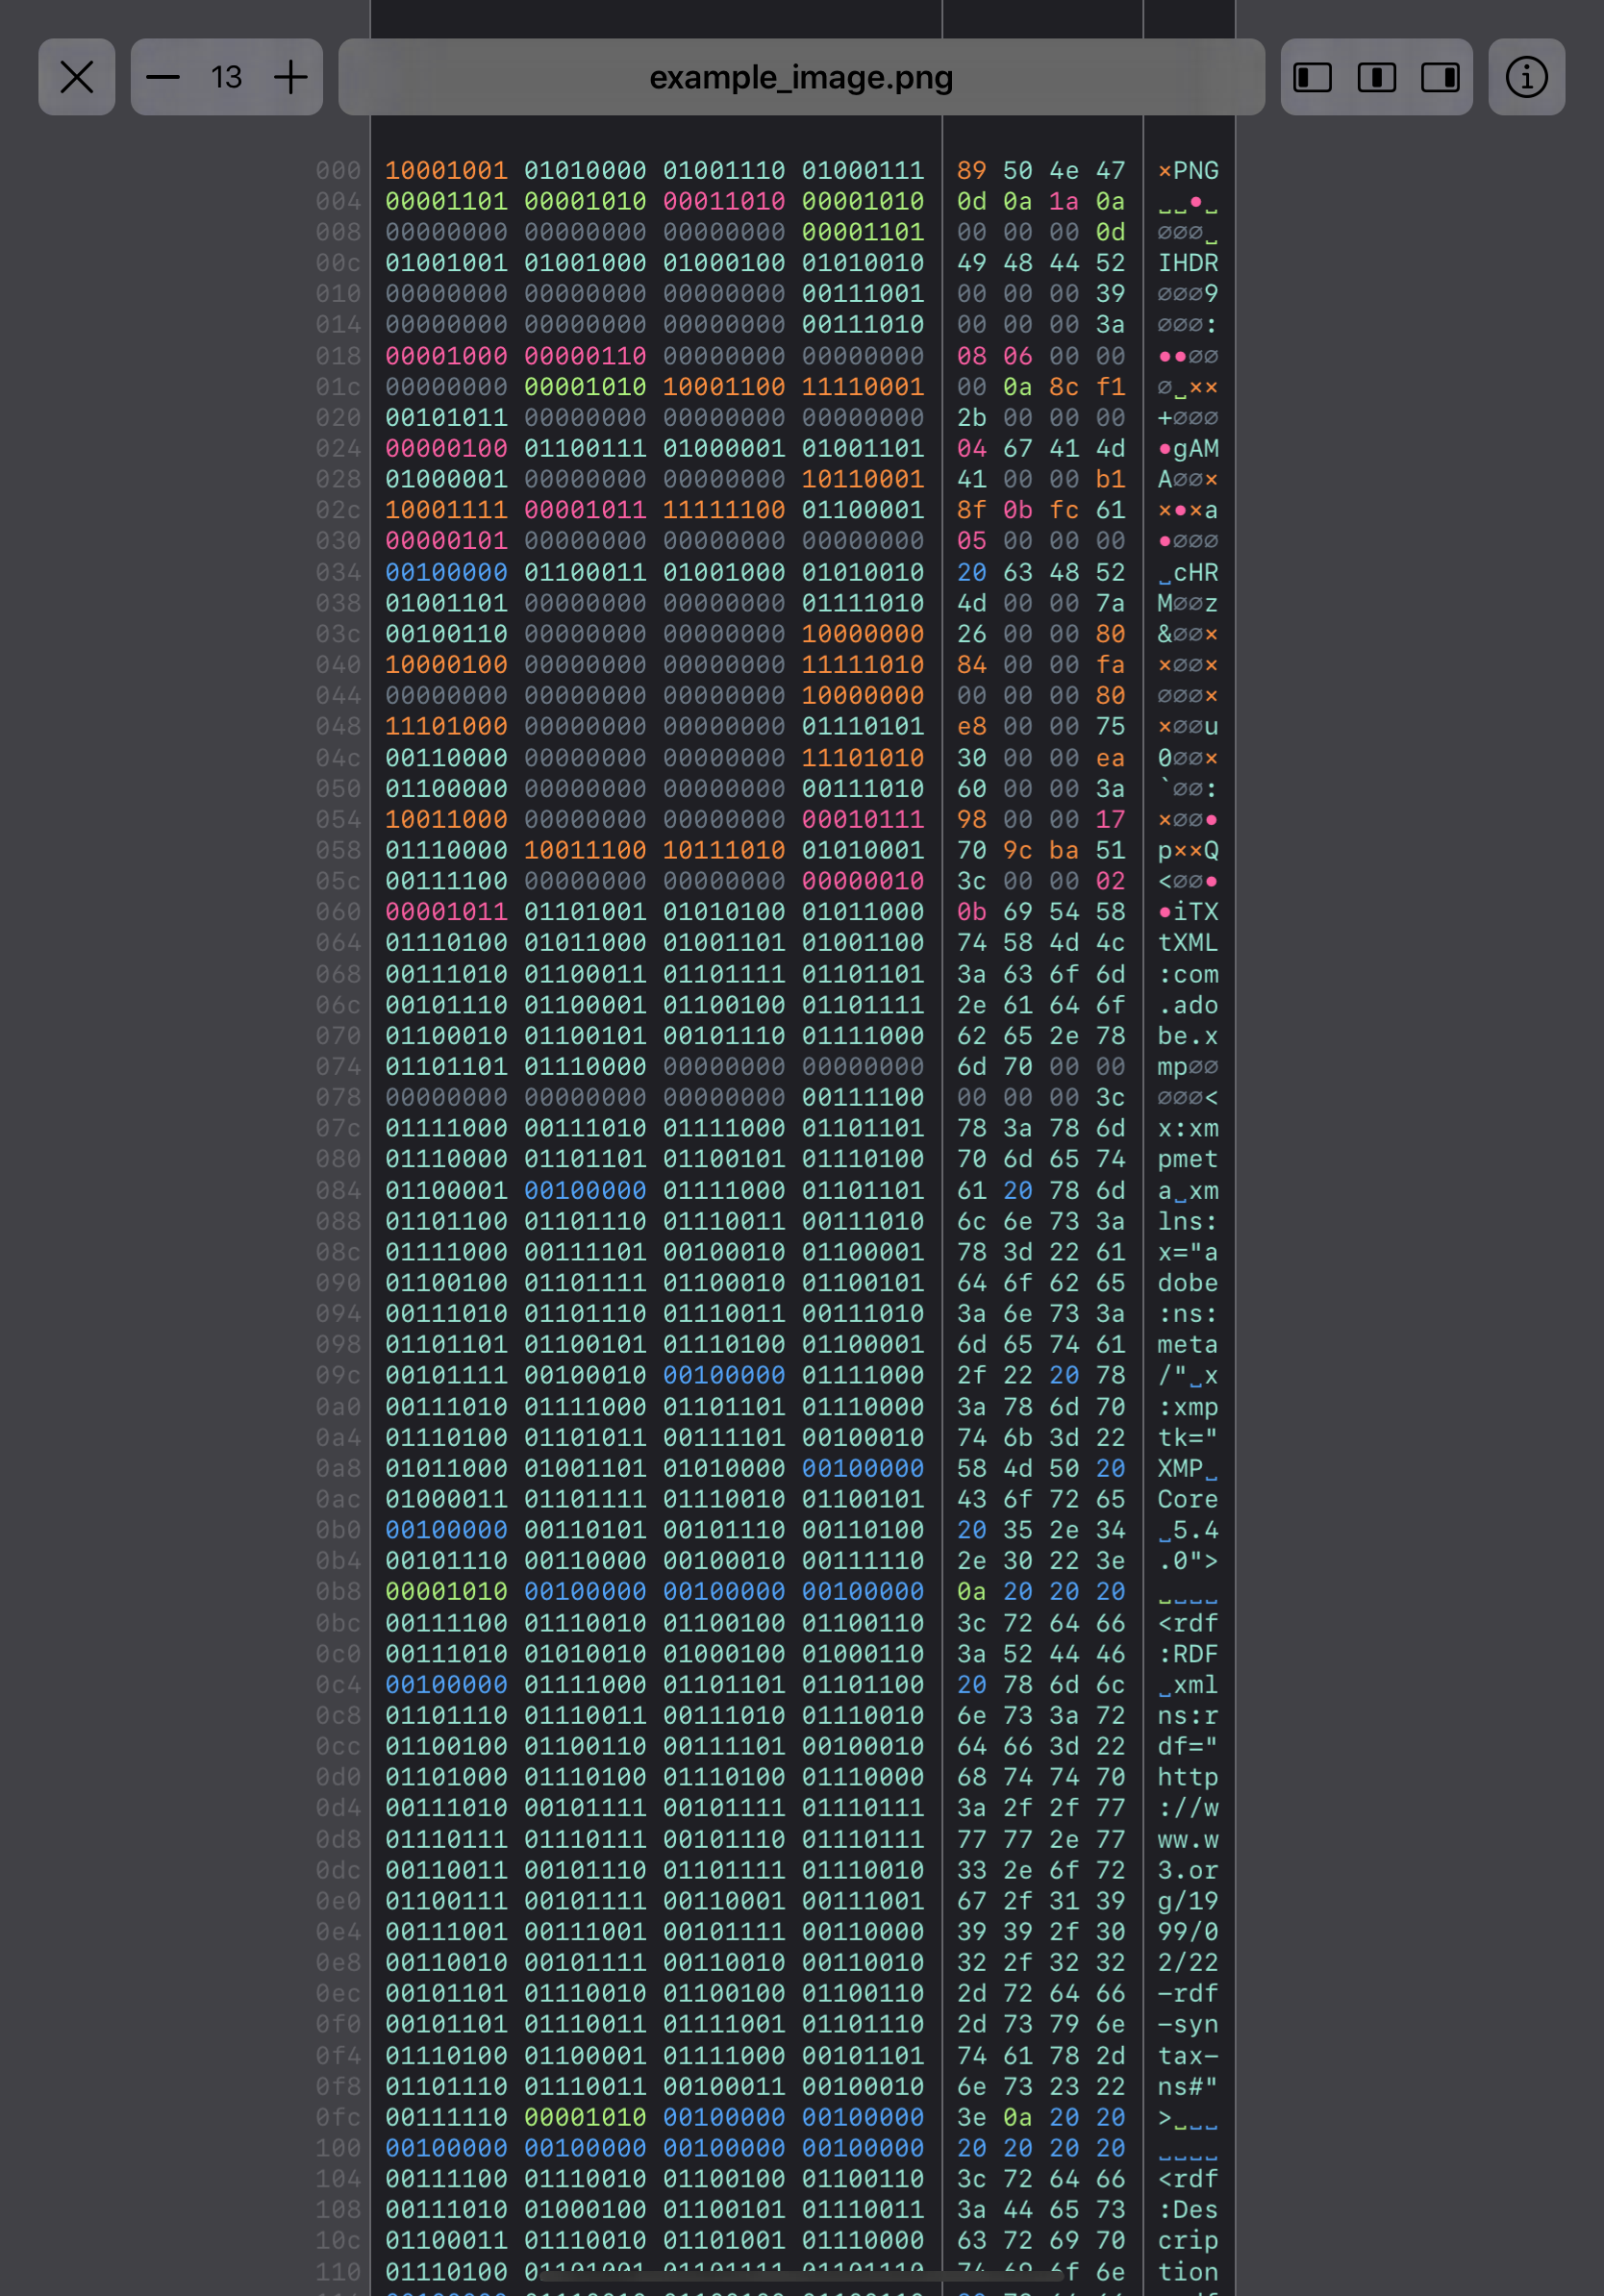 13
example_image.png
000 10001001 01010000 01001110 01000111 89 50 4e 47 ×PNG
004 00001101 00001010 00011010 00001010 0d 0a 1a 0a ␣␣•␣
008 00000000 00000000 00000000 00001101 00 00 00 0d ∅∅∅␣
00c 01001001 01001000 01000100 01010010 49 48 44 52 IHDR
010 00000000 00000000 00000000 00111001 00 00 00 39 ∅∅∅9
014 00000000 00000000 00000000 00111010 00 00 00 3a ∅∅∅:
018 00001000 00000110 00000000 00000000 08 06 00 00 ••∅∅
01c 00000000 00001010 10001100 11110001 00 0a 8c f1 ∅␣××
020 00101011 00000000 00000000 00000000 2b 00 00 00 +∅∅∅
024 00000100 01100111 01000001 01001101 04 67 41 4d •gAM
028 01000001 00000000 00000000 10110001 41 00 00 b1 A∅∅×
02c 10001111 00001011 11111100 01100001 8f 0b fc 61 ×•×a
030 00000101 00000000 00000000 00000000 05 00 00 00 •∅∅∅
034 00100000 01100011 01001000 01010010 20 63 48 52 ␣cHR
038 01001101 00000000 00000000 01111010 4d 00 00 7a M∅∅z
03c 00100110 00000000 00000000 10000000 26 00 00 80 &∅∅×
040 10000100 00000000 00000000 11111010 84 00 00 fa ×∅∅×
044 00000000 00000000 00000000 10000000 00 00 00 80 ∅∅∅×
048 11101000 00000000 00000000 01110101 e8 00 00 75 ×∅∅u
04c 00110000 00000000 00000000 11101010 30 00 00 ea 0∅∅×
050 01100000 00000000 00000000 00111010 60 00 00 3a `∅∅:
054 10011000 00000000 00000000 00010111 98 00 00 17 ×∅∅•
058 01110000 10011100 10111010 01010001 70 9c ba 51 p××Q
05c 00111100 00000000 00000000 00000010 3c 00 00 02 <∅∅•
060 00001011 01101001 01010100 01011000 0b 69 54 58 •iTX
064 01110100 01011000 01001101 01001100 74 58 4d 4c tXML
068 00111010 01100011 01101111 01101101 3a 63 6f 6d :com
06c 00101110 01100001 01100100 01101111 2e 61 64 6f .ado
070 01100010 01100101 00101110 01111000 62 65 2e 78 be.x
074 01101101 01110000 00000000 00000000 6d 70 00 00 mp∅∅
078 00000000 00000000 00000000 00111100 00 00 00 3c ∅∅∅<
07c 01111000 00111010 01111000 01101101 78 3a 78 6d x:xm
080 01110000 01101101 01100101 01110100 70 6d 65 74 pmet
084 01100001 00100000 01111000 01101101 61 20 78 6d a␣xm
088 01101100 01101110 01110011 00111010 6c 6e 73 3a lns:
08c 01111000 00111101 00100010 01100001 78 3d 22 61 x="a
090 01100100 01101111 01100010 01100101 64 6f 62 65 dobe
094 00111010 01101110 01110011 00111010 3a 6e 73 3a :ns:
098 01101101 01100101 01110100 01100001 6d 65 74 61 meta
09c 00101111 00100010 00100000 01111000 2f 22 20 78 /"␣x
0a0 00111010 01111000 01101101 01110000 3a 78 6d 70 :xmp
0a4 01110100 01101011 00111101 00100010 74 6b 3d 22 tk="
0a8 01011000 01001101 01010000 00100000 58 4d 50 20 XMP␣
0ac 01000011 01101111 01110010 01100101 43 6f 72 65 Core
0b0 00100000 00110101 00101110 00110100 20 35 2e 34 ␣5.4
0b4 00101110 00110000 00100010 00111110 2e 30 22 3e .0">
0b8 00001010 00100000 00100000 00100000 0a 20 20 20 ␣␣␣␣
0bc 00111100 01110010 01100100 01100110 3c 72 64 66 <rdf
0c0 00111010 01010010 01000100 01000110 3a 52 44 46 :RDF
0c4 00100000 01111000 01101101 01101100 20 78 6d 6c ␣xml
0c8 01101110 01110011 00111010 01110010 6e 73 3a 72 ns:r
0cc 01100100 01100110 00111101 00100010 64 66 3d 22 df="
0d0 01101000 01110100 01110100 01110000 68 74 74 70 http
0d4 00111010 00101111 00101111 01110111 3a 2f 2f 77 ://w
0d8 01110111 01110111 00101110 01110111 77 77 2e 77 ww.w
0dc 00110011 00101110 01101111 01110010 33 2e 6f 72 3.or
0e0 01100111 00101111 00110001 00111001 67 2f 31 39 g/19
0e4 00111001 00111001 00101111 00110000 39 39 2f 30 99/0
0e8 00110010 00101111 00110010 00110010 32 2f 32 32 2/22
0ec 00101101 01110010 01100100 01100110 2d 72 64 66 -rdf
0f0 00101101 01110011 01111001 01101110 2d 73 79 6e -syn
0f4 01110100 01100001 01111000 00101101 74 61 78 2d tax-
0f8 01101110 01110011 00100011 00100010 6e 73 23 22 ns#"
0fc 00111110 00001010 00100000 00100000 3e 0a 20 20 >␣␣␣
100 00100000 00100000 00100000 00100000 20 20 20 20 ␣␣␣␣
104 00111100 01110010 01100100 01100110 3c 72 64 66 <rdf
108 00111010 01000100 01100101 01110011 3a 44 65 73 :Des
10c 01100011 01110010 01101001 01110000 63 72 69 70 crip
110 01110100 01101001 01101111 01101110 74 69 6f 6e tion